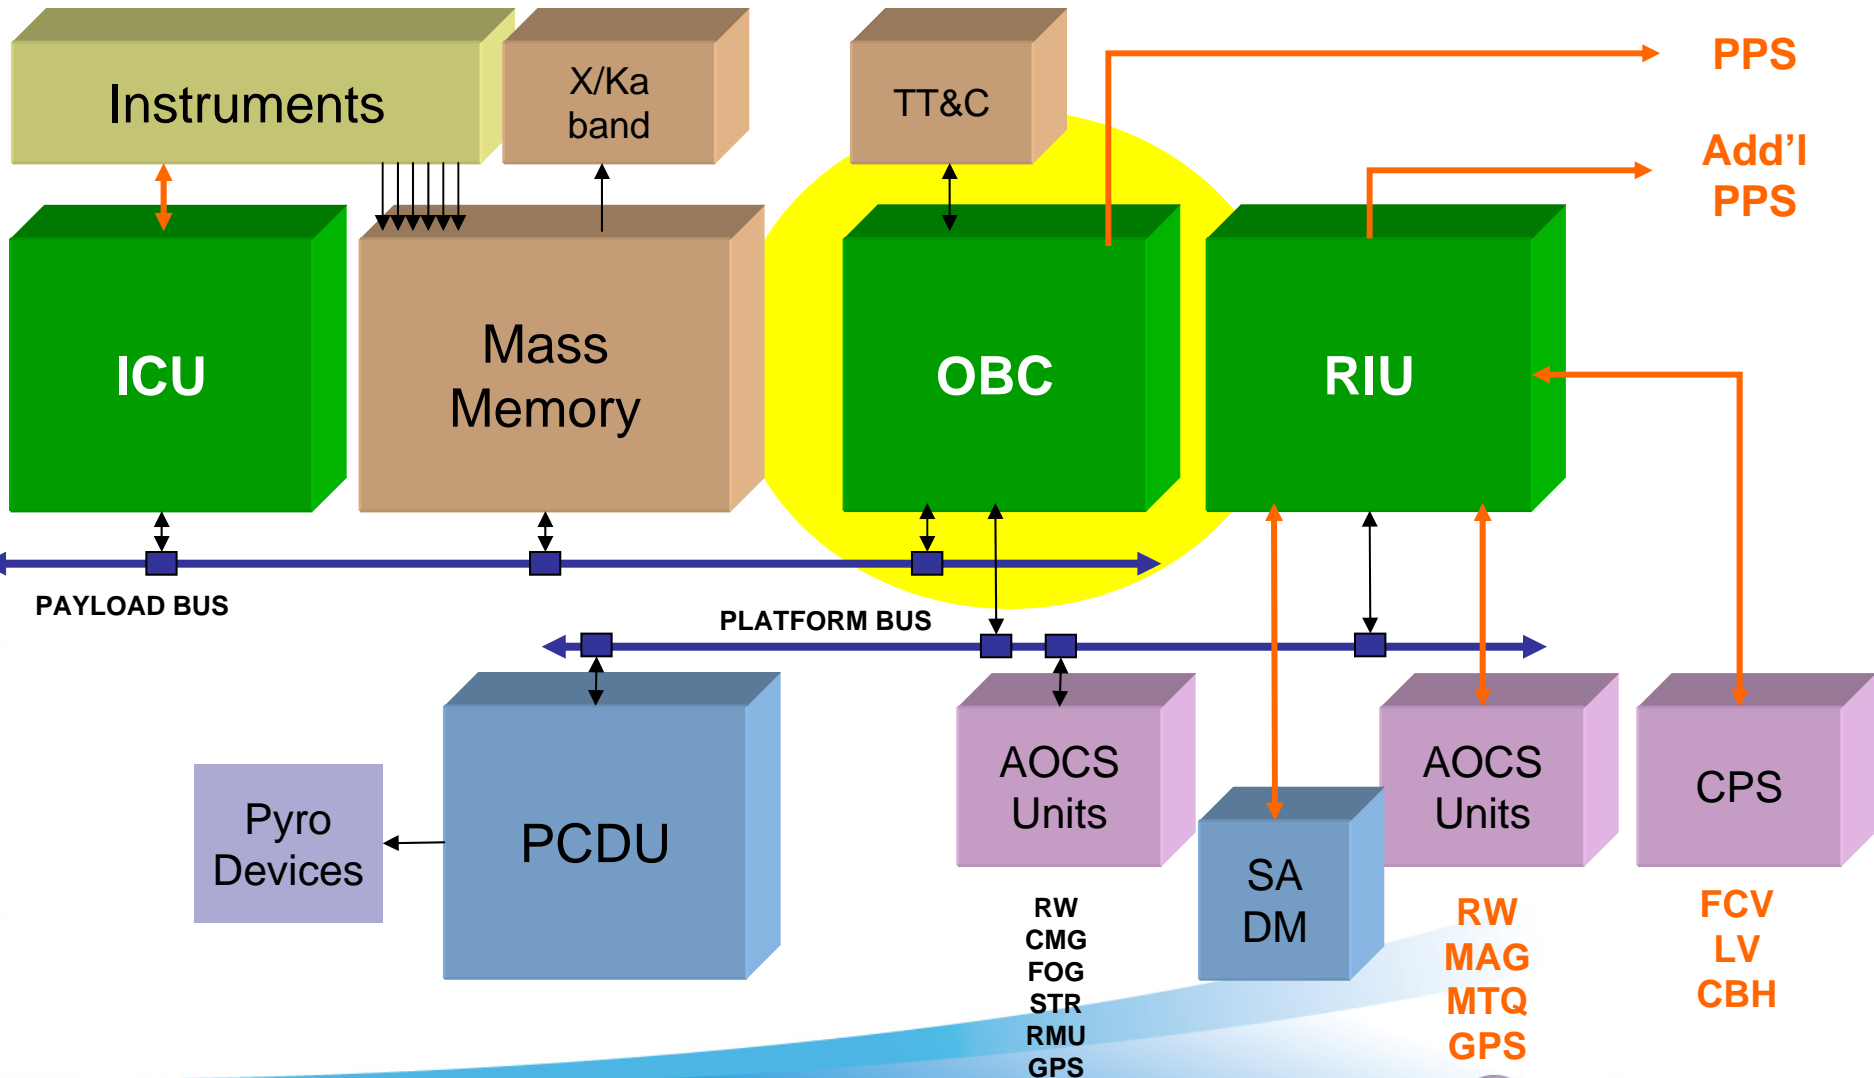 Instruments
X/Ka
band
TT&C
PPS
Add'l
PPS
ICU
Mass
Memory
OBC
RIU
PAYLOAD BUS
PLATFORM BUS
Pyro
Devices
PCDU
AOCS
Units
SA
DM
AOCS
Units
CPS
RW
CMG
FOG
STR
RMU
GPS
RW
MAG
MTQ
GPS
FCV
LV
CBH